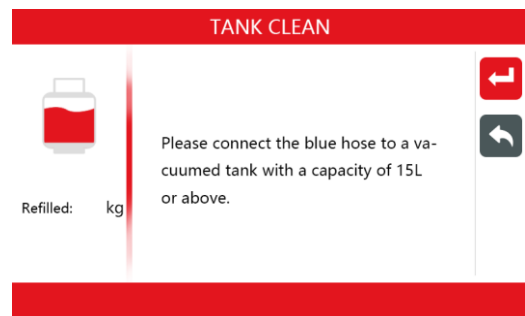 TANK CLEAN
Please connect the blue hose to a va-
cuumed tank with a capacity of 15L
or above.
Refilled: kg